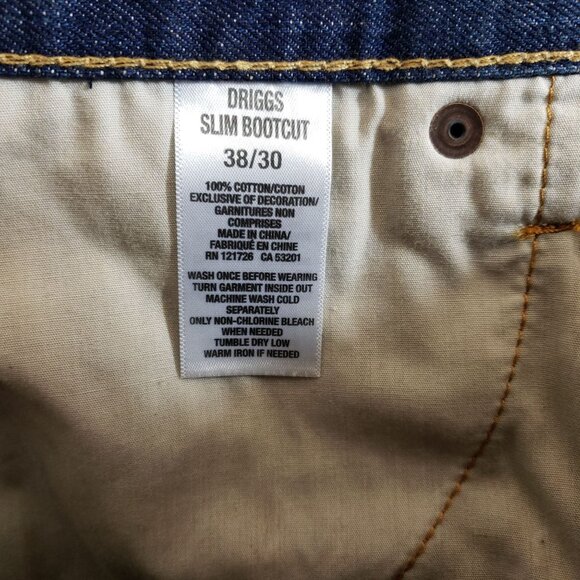 DRIGGS
SLIM BOOTCUT
38/30
100% COTTON/COTON
EXCLUSIVE OF DECORATION/
GARNITURES NON
COMPRISES
MADE IN CHINA/
FABRIQUÉ EN CHINE
RN 121726 CA 53201
WASH ONCE BEFORE WEARING
TURN GARMENT INSIDE OUT
MACHINE WASH COLD
SEPARATELY
ONLY NON-CHLORINE BLEACH
WHEN NEEDED
TUMBLE DRY LOW
WARM IRON IF NEEDED